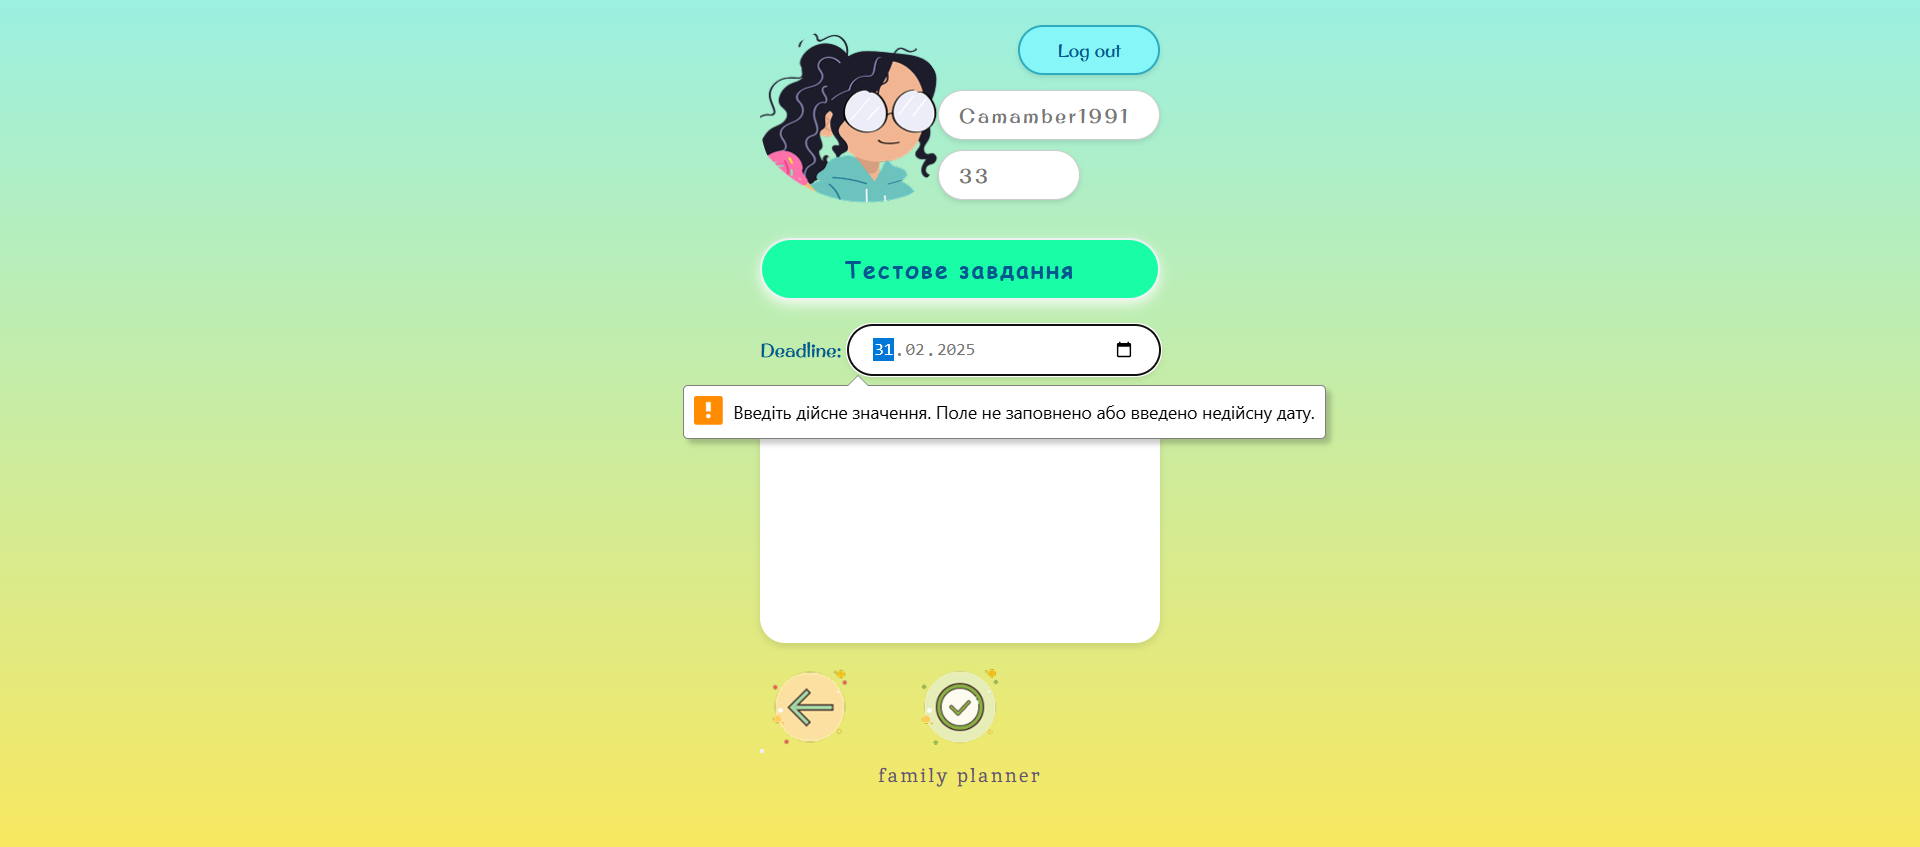 Log out
Camamber1991
33
Тестове завдання
Deadline: 31.02.2025
Введіть дійсне значення. Поле не заповнено або введено недійсну дату.
family planner